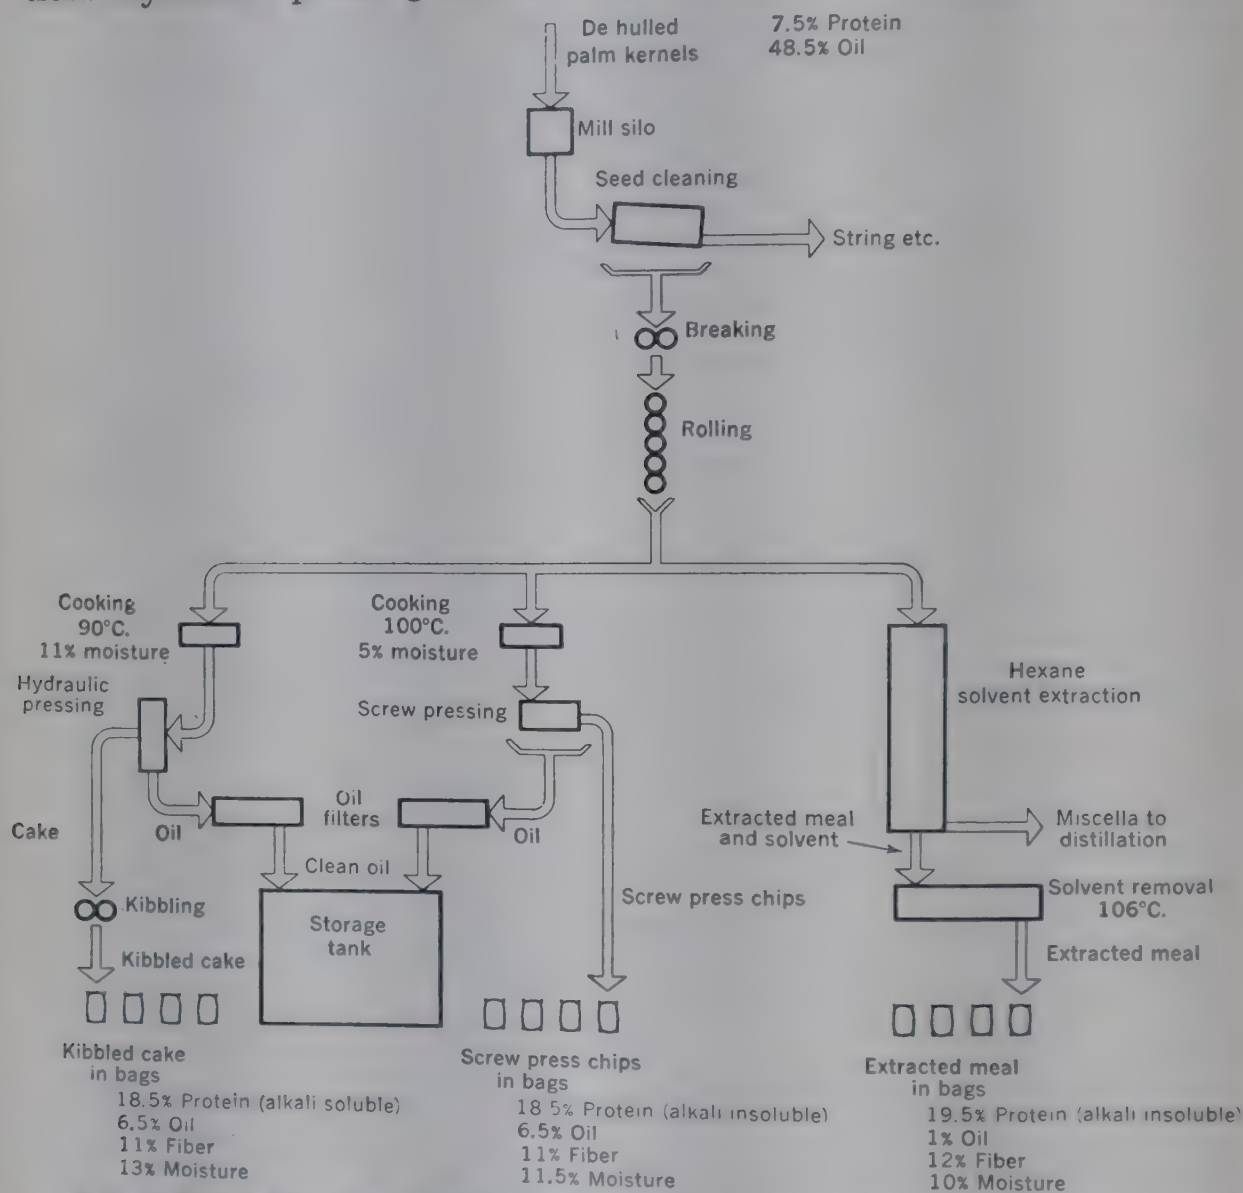 De hulled
palm kernels
7.5% Protein
48.5% Oil
Mill silo
Seed cleaning
String etc.
Breaking
Rolling
Cooking
90°C.
11% moisture
Cooking
100°C.
5% moisture
Hydraulic
pressing
Screw pressing
Hexane
solvent extraction
Cake
Oil
Oil
filters
Oil
Clean oil
Extracted meal
and solvent
Miscella to
distillation
Kibbling
Storage
tank
Screw press chips
Solvent removal
106°C.
Kibbled cake
Extracted meal
Kibbled cake
in bags
18.5% Protein (alkali soluble)
6.5% Oil
11% Fiber
13% Moisture
Screw press chips
in bags
18 5% Protein (alkali insoluble)
6.5% Oil
11% Fiber
11.5% Moisture
Extracted meal
in bags
19.5% Protein (alkali insoluble)
1% Oil
12% Fiber
10% Moisture